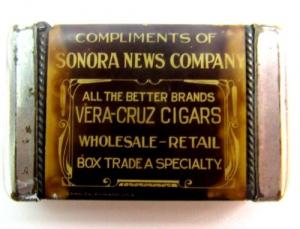 COMPLIMENTS OF
SONORA NEWS COMPANY
ALL THE BETTER BRANDS
VERA-CRUZ CIGARS
WHOLESALE-RETAIL
BOX TRADE A SPECIALTY.